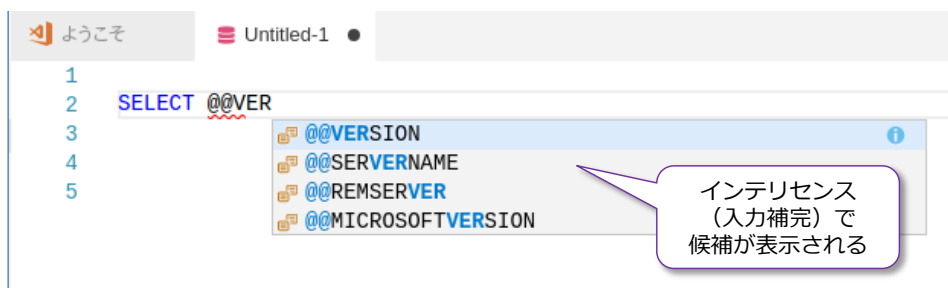 ようこそ
Untitled-1
1
2 SELECT @@VER
3 @@VERSION
4 @@SERVERNAME
5 @@REMSERVER
@@MICROSOFTVERSION
インテリセンス
（入力補完）で
候補が表示される